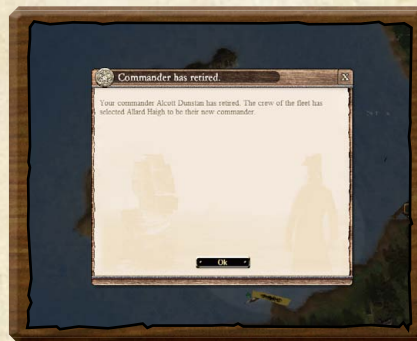 Commander has retired.
X
Your commander Alcott Dunstan has retired. The crew of the fleet has
selected Allard Haigh to be their new commander.
Ok